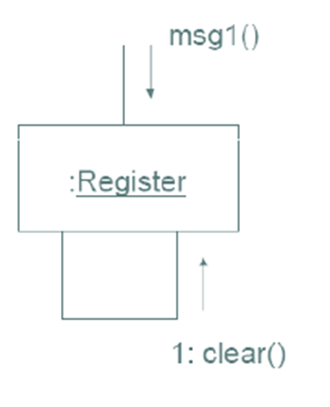 msg1()
:Register
1: clear()